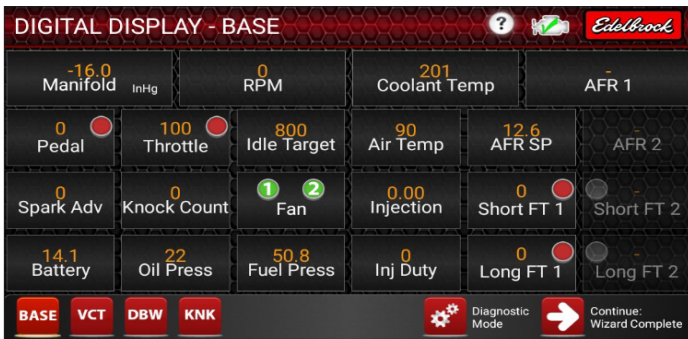 DIGITAL DISPLAY - BASE ? Edelbrock
-16.0 0 201 -
Manifold InHg RPM Coolant Temp AFR 1
0 100 800 90 12.6 -
Pedal Throttle Idle Target Air Temp AFR SP AFR 2
0 0 1 2 0.00 0 -
Spark Adv Knock Count Fan Injection Short FT 1 Short FT 2
14.1 22 50.8 0 0 -
Battery Oil Press Fuel Press Inj Duty Long FT 1 Long FT 2
BASE VCT DBW KNK Diagnostic Continue:
Mode Wizard Complete